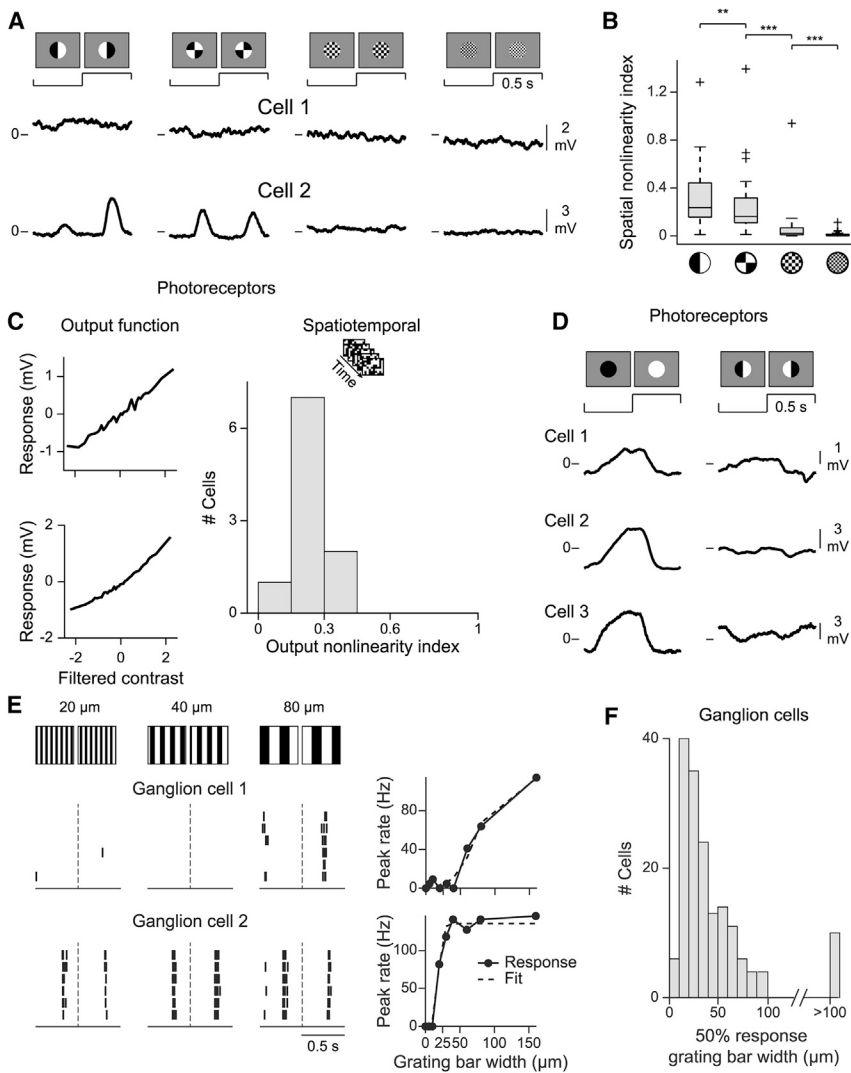 A
0.5 s
Cell 1
0
2
mV
Cell 2
0
3
mV
Photoreceptors
B
Spatial nonlinearity index
**
***
***
1.2
0.8
0.4
0
C
Output function
Response (mV)
1
0
-1
Response (mV)
2
0
-2
-2
0
2
Filtered contrast
Spatiotemporal
Time
# Cells
6
3
0
0
0.3
0.6
1
Output nonlinearity index
D
Photoreceptors
0.5 s
Cell 1
0
1
mV
Cell 2
0
3
mV
Cell 3
0
3
mV
E
20 µm
40 µm
80 µm
Ganglion cell 1
Ganglion cell 2
0.5 s
Peak rate (Hz)
80
40
0
Peak rate (Hz)
100
50
0
Response
Fit
0
25
50
100
150
Grating bar width (µm)
F
Ganglion cells
# Cells
40
20
0
0
50
100
>100
50% response
grating bar width (µm)